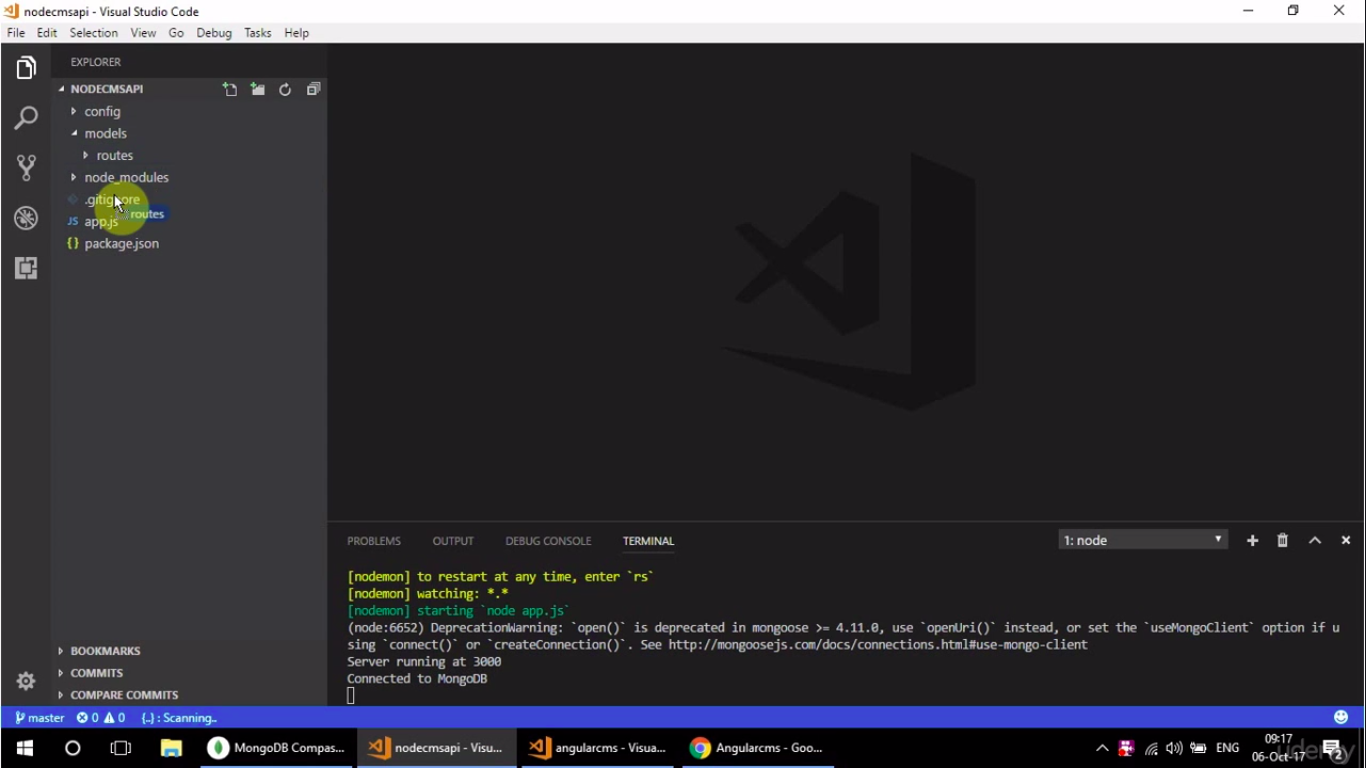 nodecmsapi - Visual Studio Code
File Edit Selection View Go Debug Tasks Help
EXPLORER
NODECMSAPI
config
models
routes
node_modules
.gitignore
routes
JS app.js
{} package.json
PROBLEMS OUTPUT DEBUG CONSOLE TERMINAL 1: node
[nodemon] to restart at any time, enter `rs`
[nodemon] watching: *.*
[nodemon] starting `node app.js`
(node:6652) DeprecationWarning: `open()` is deprecated in mongoose >= 4.11.0, use `openUri()` instead, or set the `useMongoClient` option if u
sing `connect()` or `createConnection()`. See http://mongoosejs.com/docs/connections.html#use-mongo-client
Server running at 3000
Connected to MongoDB
BOOKMARKS
COMMITS
COMPARE COMMITS
master 0 0 {..} : Scanning..
MongoDB Compas... nodecmsapi - Visu... angularcms - Visua... Angularcms - Goo... ENG
09:17
06-Oct-17
udemy
2